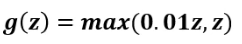 g(z) = max(0.01z, z)